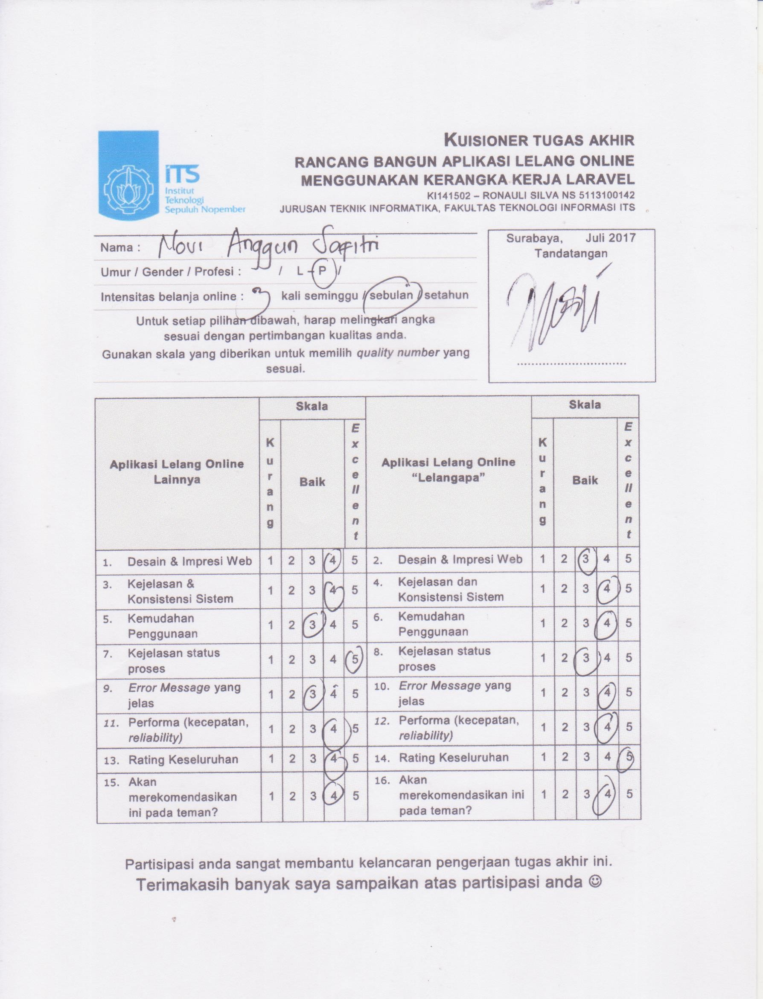 iTS
Institut
Teknologi
Sepuluh Nopember
KUISIONER TUGAS AKHIR
RANCANG BANGUN APLIKASI LELANG ONLINE
MENGGUNAKAN KERANGKA KERJA LARAVEL
KI141502 – RONAULI SILVA NS 5113100142
JURUSAN TEKNIK INFORMATIKA, FAKULTAS TEKNOLOGI INFORMASI ITS
Nama : Novi Anggun Safitri
Umur / Gender / Profesi : / L – P /
Intensitas belanja online : 3 kali seminggu / sebulan / setahun
Untuk setiap pilihan dibawah, harap melingkari angka
sesuai dengan pertimbangan kualitas anda.
Gunakan skala yang diberikan untuk memilih quality number yang
sesuai.
Surabaya, Juli 2017
Tandatangan
Novi
...............................
Aplikasi Lelang Online
Lainnya
Skala
Kurang
Baik
Excellent
Aplikasi Lelang Online
“Lelangapa”
Skala
Kurang
Baik
Excellent
1. Desain & Impresi Web 1 2 3 4 5
2. Desain & Impresi Web 1 2 3 4 5
3. Kejelasan &
Konsistensi Sistem 1 2 3 4 5
4. Kejelasan dan
Konsistensi Sistem 1 2 3 4 5
5. Kemudahan
Penggunaan 1 2 3 4 5
6. Kemudahan
Penggunaan 1 2 3 4 5
7. Kejelasan status
proses 1 2 3 4 5
8. Kejelasan status
proses 1 2 3 4 5
9. Error Message yang
jelas 1 2 3 4 5
10. Error Message yang
jelas 1 2 3 4 5
11. Performa (kecepatan,
reliability) 1 2 3 4 5
12. Performa (kecepatan,
reliability) 1 2 3 4 5
13. Rating Keseluruhan 1 2 3 4 5
14. Rating Keseluruhan 1 2 3 4 5
15. Akan
merekomendasikan
ini pada teman? 1 2 3 4 5
16. Akan
merekomendasikan ini
pada teman? 1 2 3 4 5
Partisipasi anda sangat membantu kelancaran pengerjaan tugas akhir ini.
Terimakasih banyak saya sampaikan atas partisipasi anda ☺